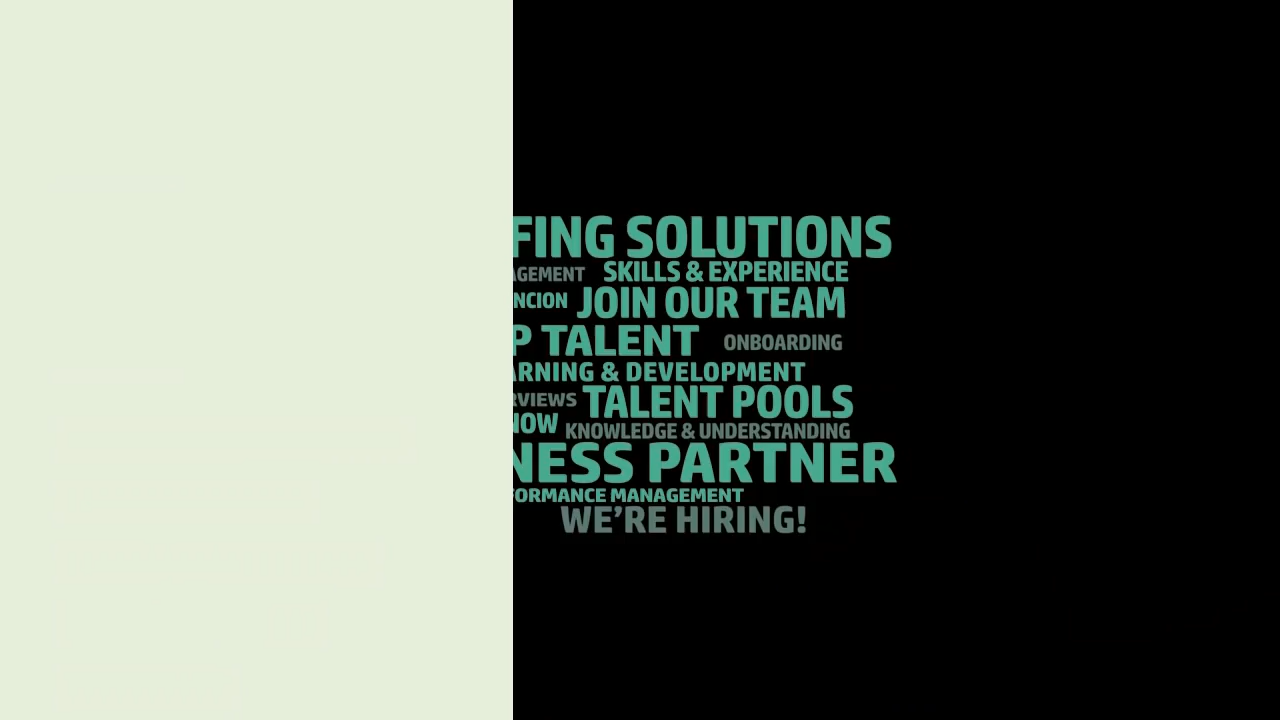 FING SOLUTIONS
AGEMENT SKILLS & EXPERIENCE
NCION JOIN OUR TEAM
P TALENT ONBOARDING
ARNING & DEVELOPMENT
RVIEWS TALENT POOLS
NOW KNOWLEDGE & UNDERSTANDING
NESS PARTNER
FORMANCE MANAGEMENT
WE’RE HIRING!